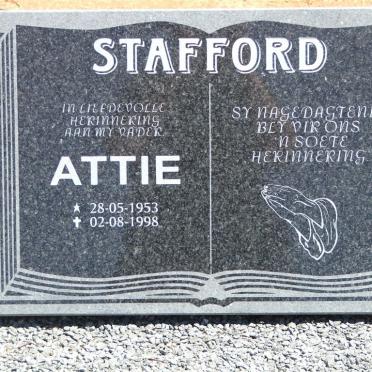 STAFFORD
IN LIEFDEVOLLE
HERINNERING
AAN MY VADER
ATTIE
★ 28-05-1953
✝ 02-08-1998
SY NAGEDAGTENIS
BLY VIR ONS
'N SOETE
HERINNERING